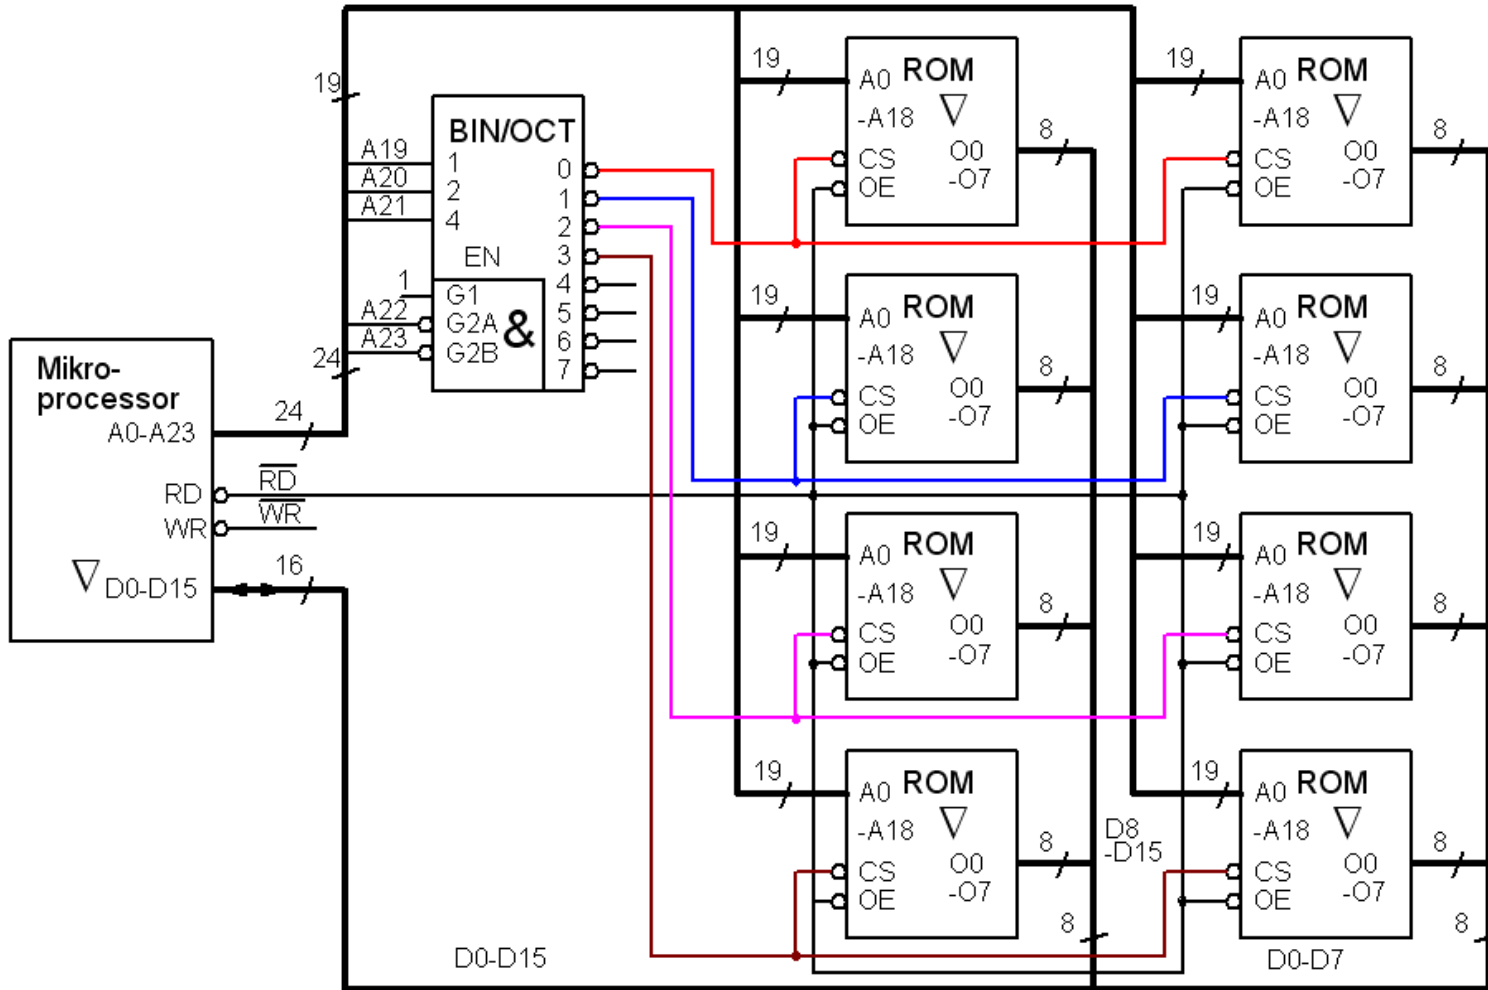 19
A19
A20
A21
1
A22
A23
24
BIN/OCT
1
2
4
EN
G1
G2A
G2B
&
0
1
2
3
4
5
6
7
Mikro-
processor
A0-A23
RD
WR
D0-D15
24
RD
WR
16
19
A0 ROM
-A18
CS
OE
O0
-O7
8
19
A0 ROM
-A18
CS
OE
O0
-O7
8
19
A0 ROM
-A18
CS
OE
O0
-O7
8
19
A0 ROM
-A18
CS
OE
O0
-O7
8
19
A0 ROM
-A18
CS
OE
O0
-O7
8
19
A0 ROM
-A18
CS
OE
O0
-O7
8
19
A0 ROM
-A18
CS
OE
O0
-O7
8
19
A0 ROM
-A18
CS
OE
O0
-O7
8
D8
-D15
8
8
D0-D15
D0-D7